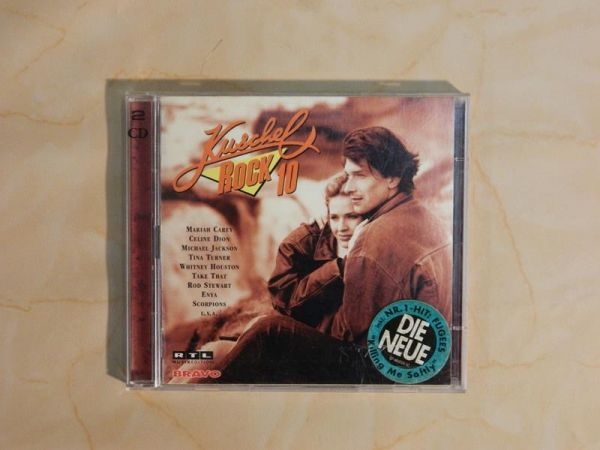 2
CD
Kuschel
ROCK 10
MARIAH CAREY
CELINE DION
MICHAEL JACKSON
TINA TURNER
WHITNEY HOUSTON
TAKE THAT
ROD STEWART
ENYA
SCORPIONS
U.V.A.
RTL
MUSIKEDITION
BRAVO
NR. 1-HIT: FUGEES
DIE
NEUE
"Killing Me Softly"